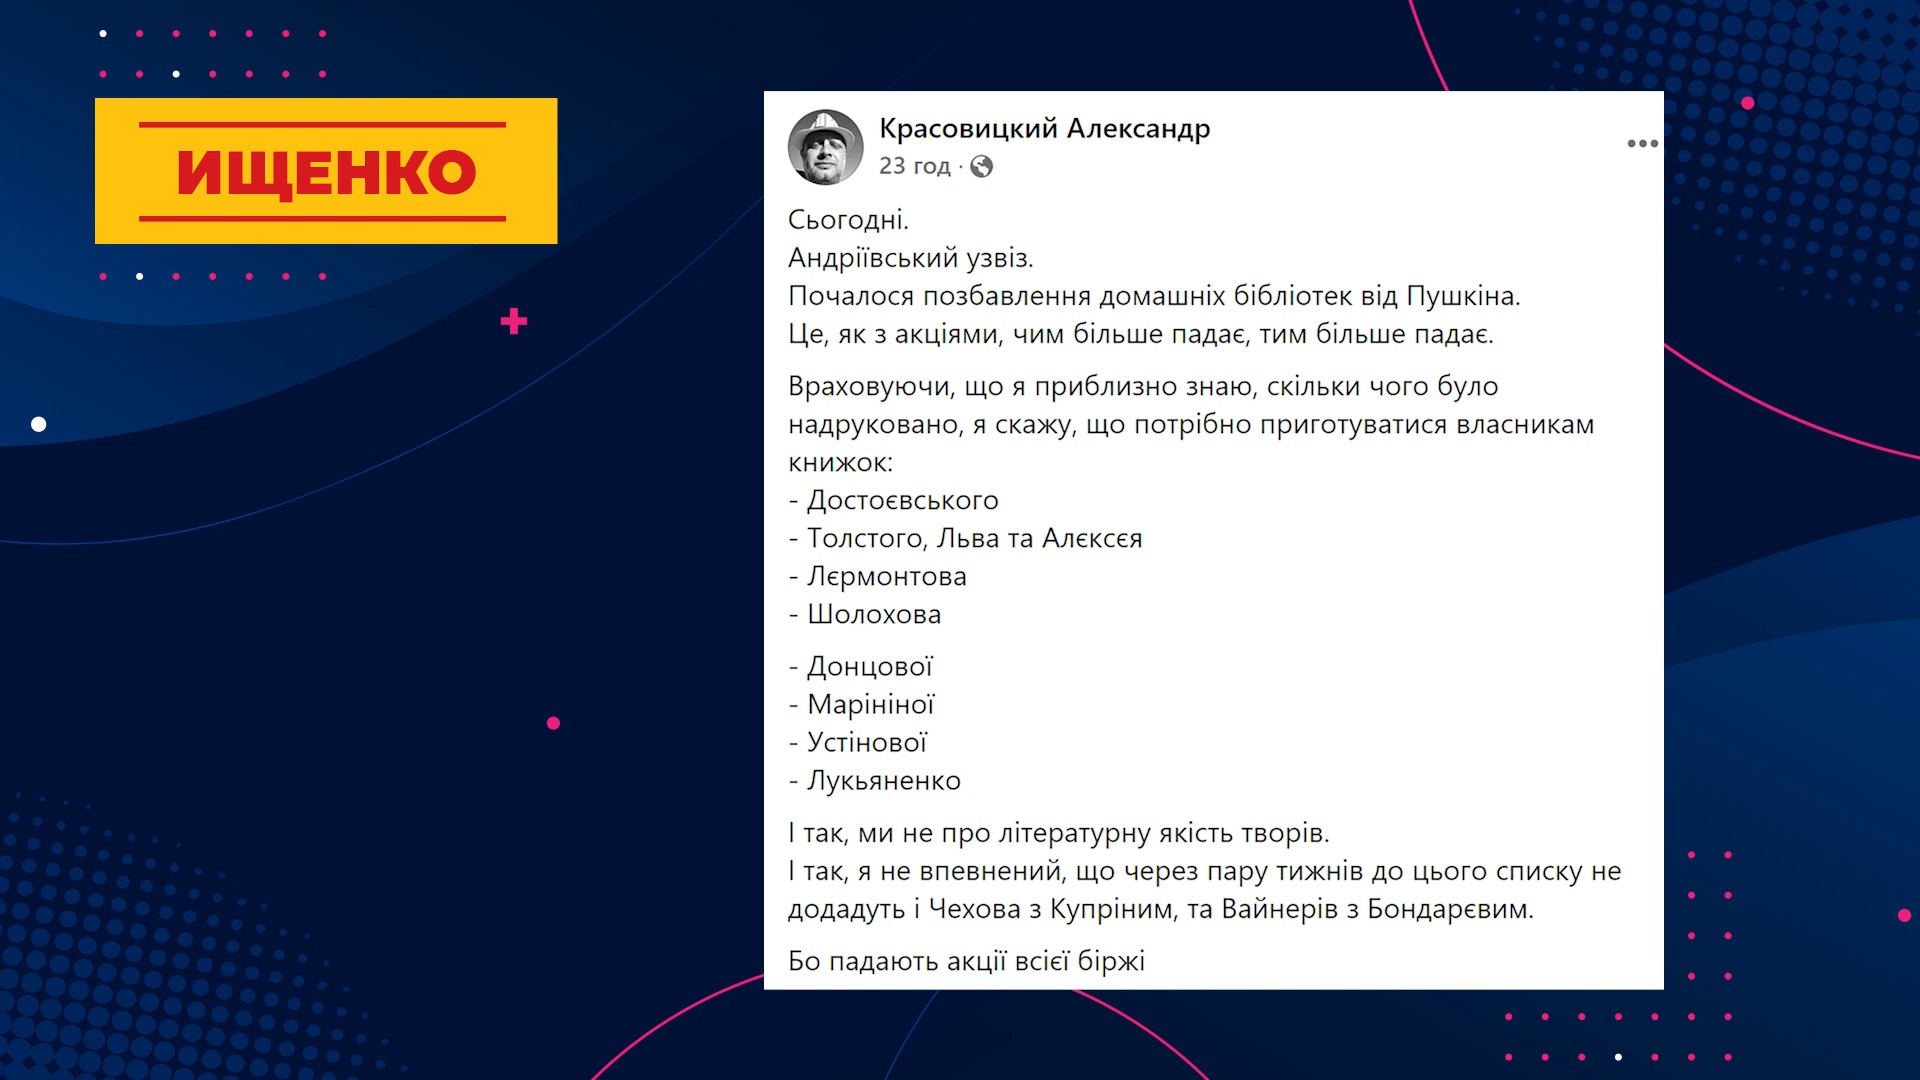 ИЩЕНКО
Красовицкий Александр
23 год ·
Сьогодні.
Андріївський узвіз.
Почалося позбавлення домашніх бібліотек від Пушкіна.
Це, як з акціями, чим більше падає, тим більше падає.
Враховуючи, що я приблизно знаю, скільки чого було
надруковано, я скажу, що потрібно приготуватися власникам
книжок:
- Достоєвського
- Толстого, Льва та Алєксєя
- Лєрмонтова
- Шолохова
- Донцової
- Марініної
- Устінової
- Лукьяненко
І так, ми не про літературну якість творів.
І так, я не впевнений, що через пару тижнів до цього списку не
додадуть і Чехова з Купріним, та Вайнерів з Бондарєвим.
Бо падають акції всієї біржі